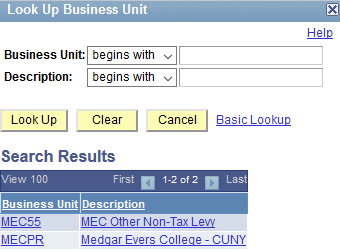 Look Up Business Unit
Help
Business Unit: begins with
Description: begins with
Look Up Clear Cancel Basic Lookup
Search Results
View 100 First 1-2 of 2 Last
Business Unit Description
MEC55 MEC Other Non-Tax Levy
MECPR Medgar Evers College - CUNY